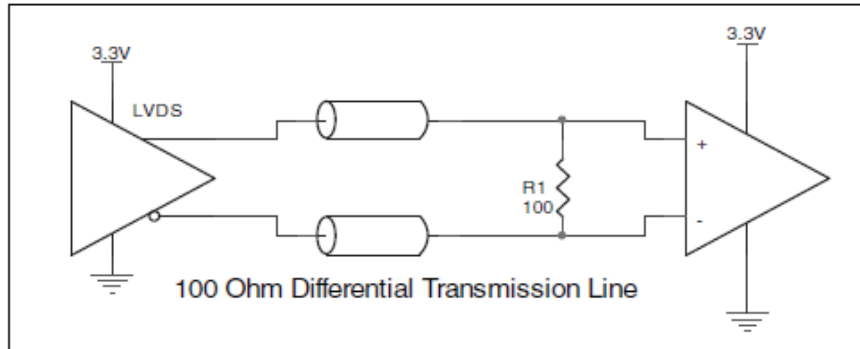 3.3V
3.3V
LVDS
+
R1
100
-
100 Ohm Differential Transmission Line